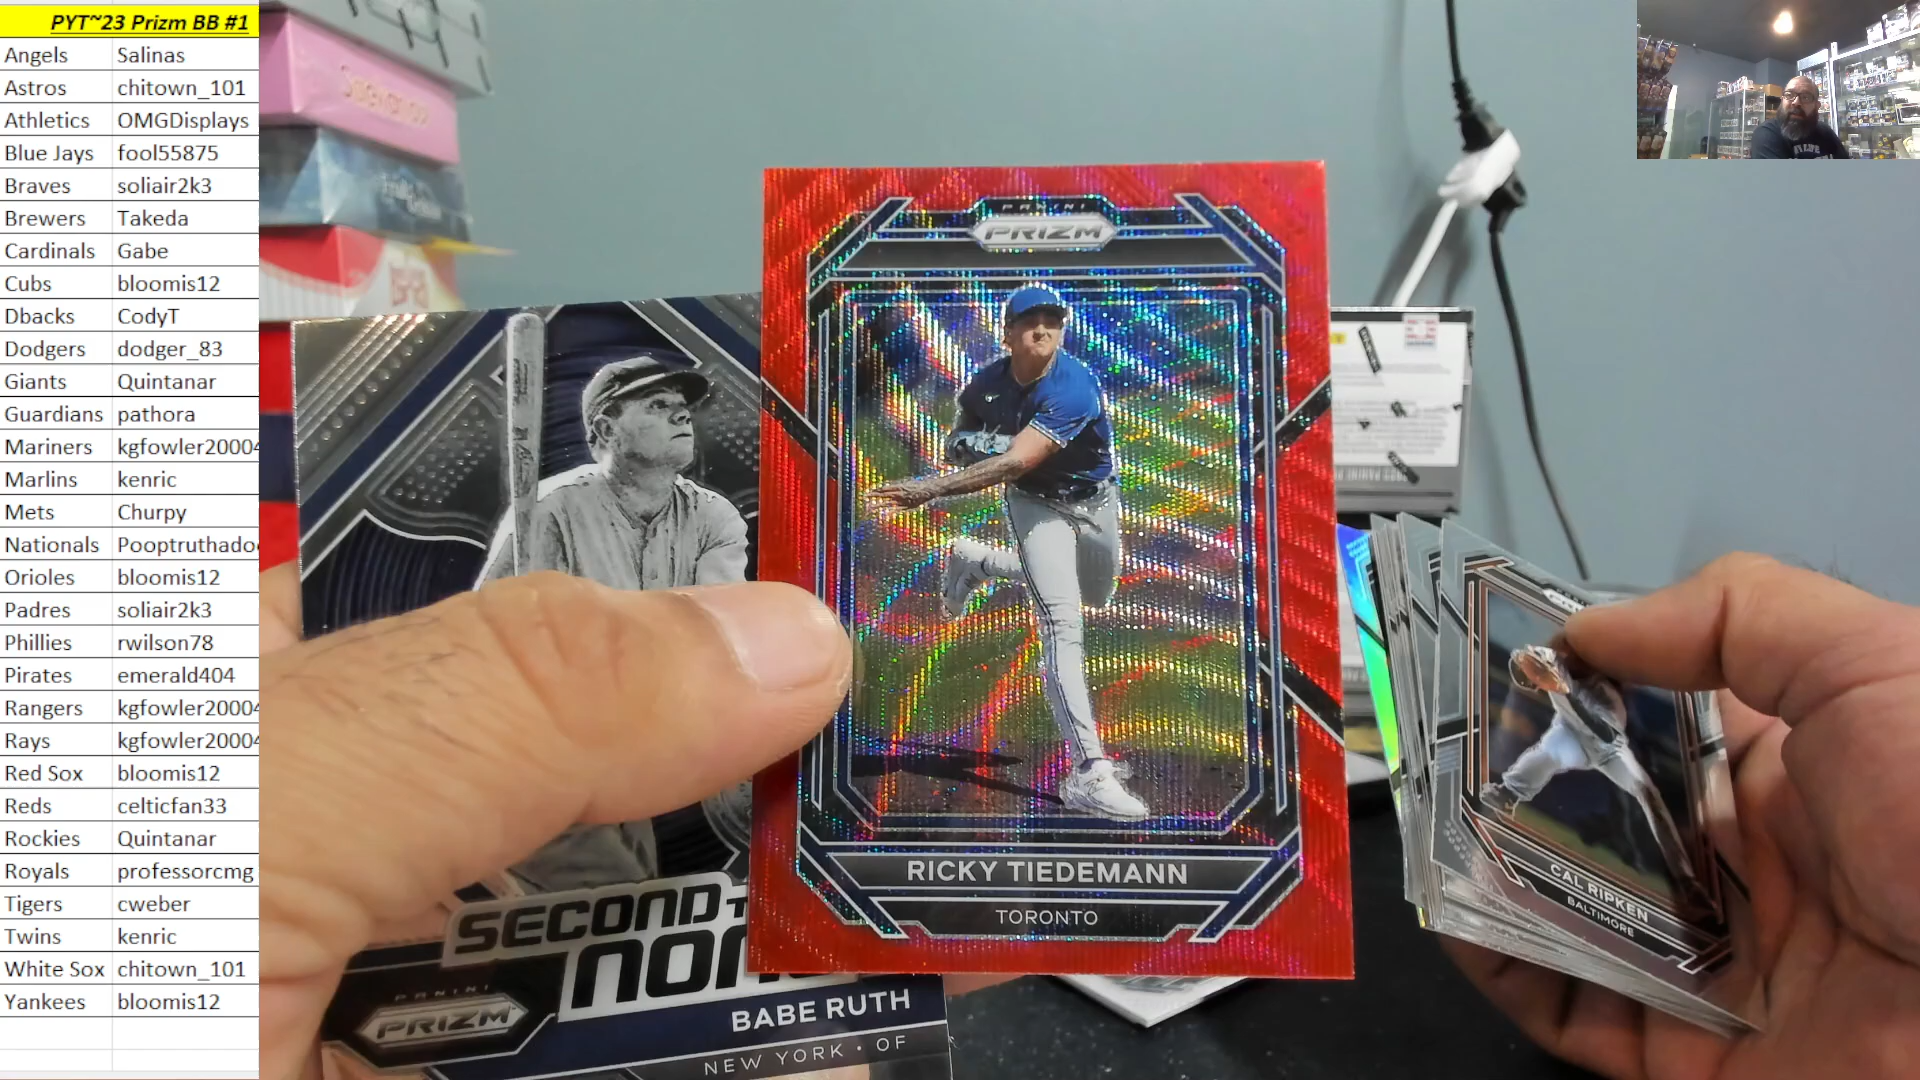 PYT~23 Prizm BB #1
Angels Salinas
Astros chitown_101
Athletics OMGDisplays
Blue Jays fool55875
Braves soliair2k3
Brewers Takeda
Cardinals Gabe
Cubs bloomis12
Dbacks CodyT
Dodgers dodger_83
Giants Quintanar
Guardians pathora
Mariners kgfowler20004
Marlins kenric
Mets Churpy
Nationals Pooptruthado
Orioles bloomis12
Padres soliair2k3
Phillies rwilson78
Pirates emerald404
Rangers kgfowler20004
Rays kgfowler20004
Red Sox bloomis12
Reds celticfan33
Rockies Quintanar
Royals professorcmg
Tigers cweber
Twins kenric
White Sox chitown_101
Yankees bloomis12
PANINI
PRIZM
RICKY TIEDEMANN
TORONTO
SECOND T
NON
PANINI
PRIZM
BABE RUTH
NEW YORK · OF
CAL RIPKEN
BALTIMORE